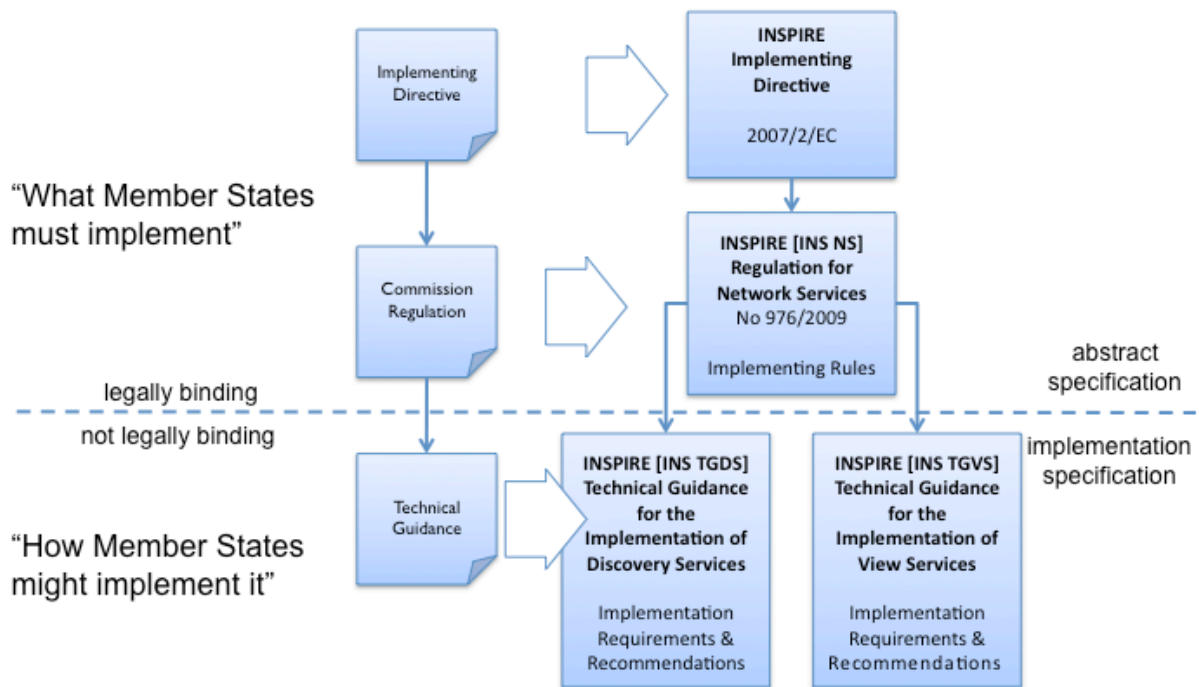 Implementing
Directive
INSPIRE
Implementing
Directive
2007/2/EC
“What Member States
must implement”
Commission
Regulation
INSPIRE [INS NS]
Regulation for
Network Services
No 976/2009
Implementing Rules
abstract
specification
legally binding
not legally binding
implementation
specification
“How Member States
might implement it”
Technical
Guidance
INSPIRE [INS TGDS]
Technical Guidance
for the
Implementation of
Discovery Services
Implementation
Requirements &
Recommendations
INSPIRE [INS TGVS]
Technical Guidance
for the
Implementation of
View Services
Implementation
Requirements &
Recommendations